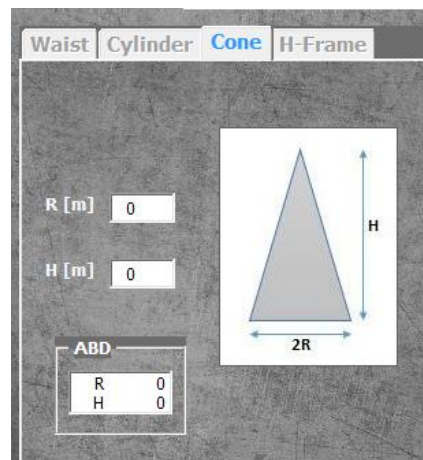 Waist Cylinder Cone H-Frame
R [m] 0
H
H [m] 0
2R
ABD
R 0
H 0